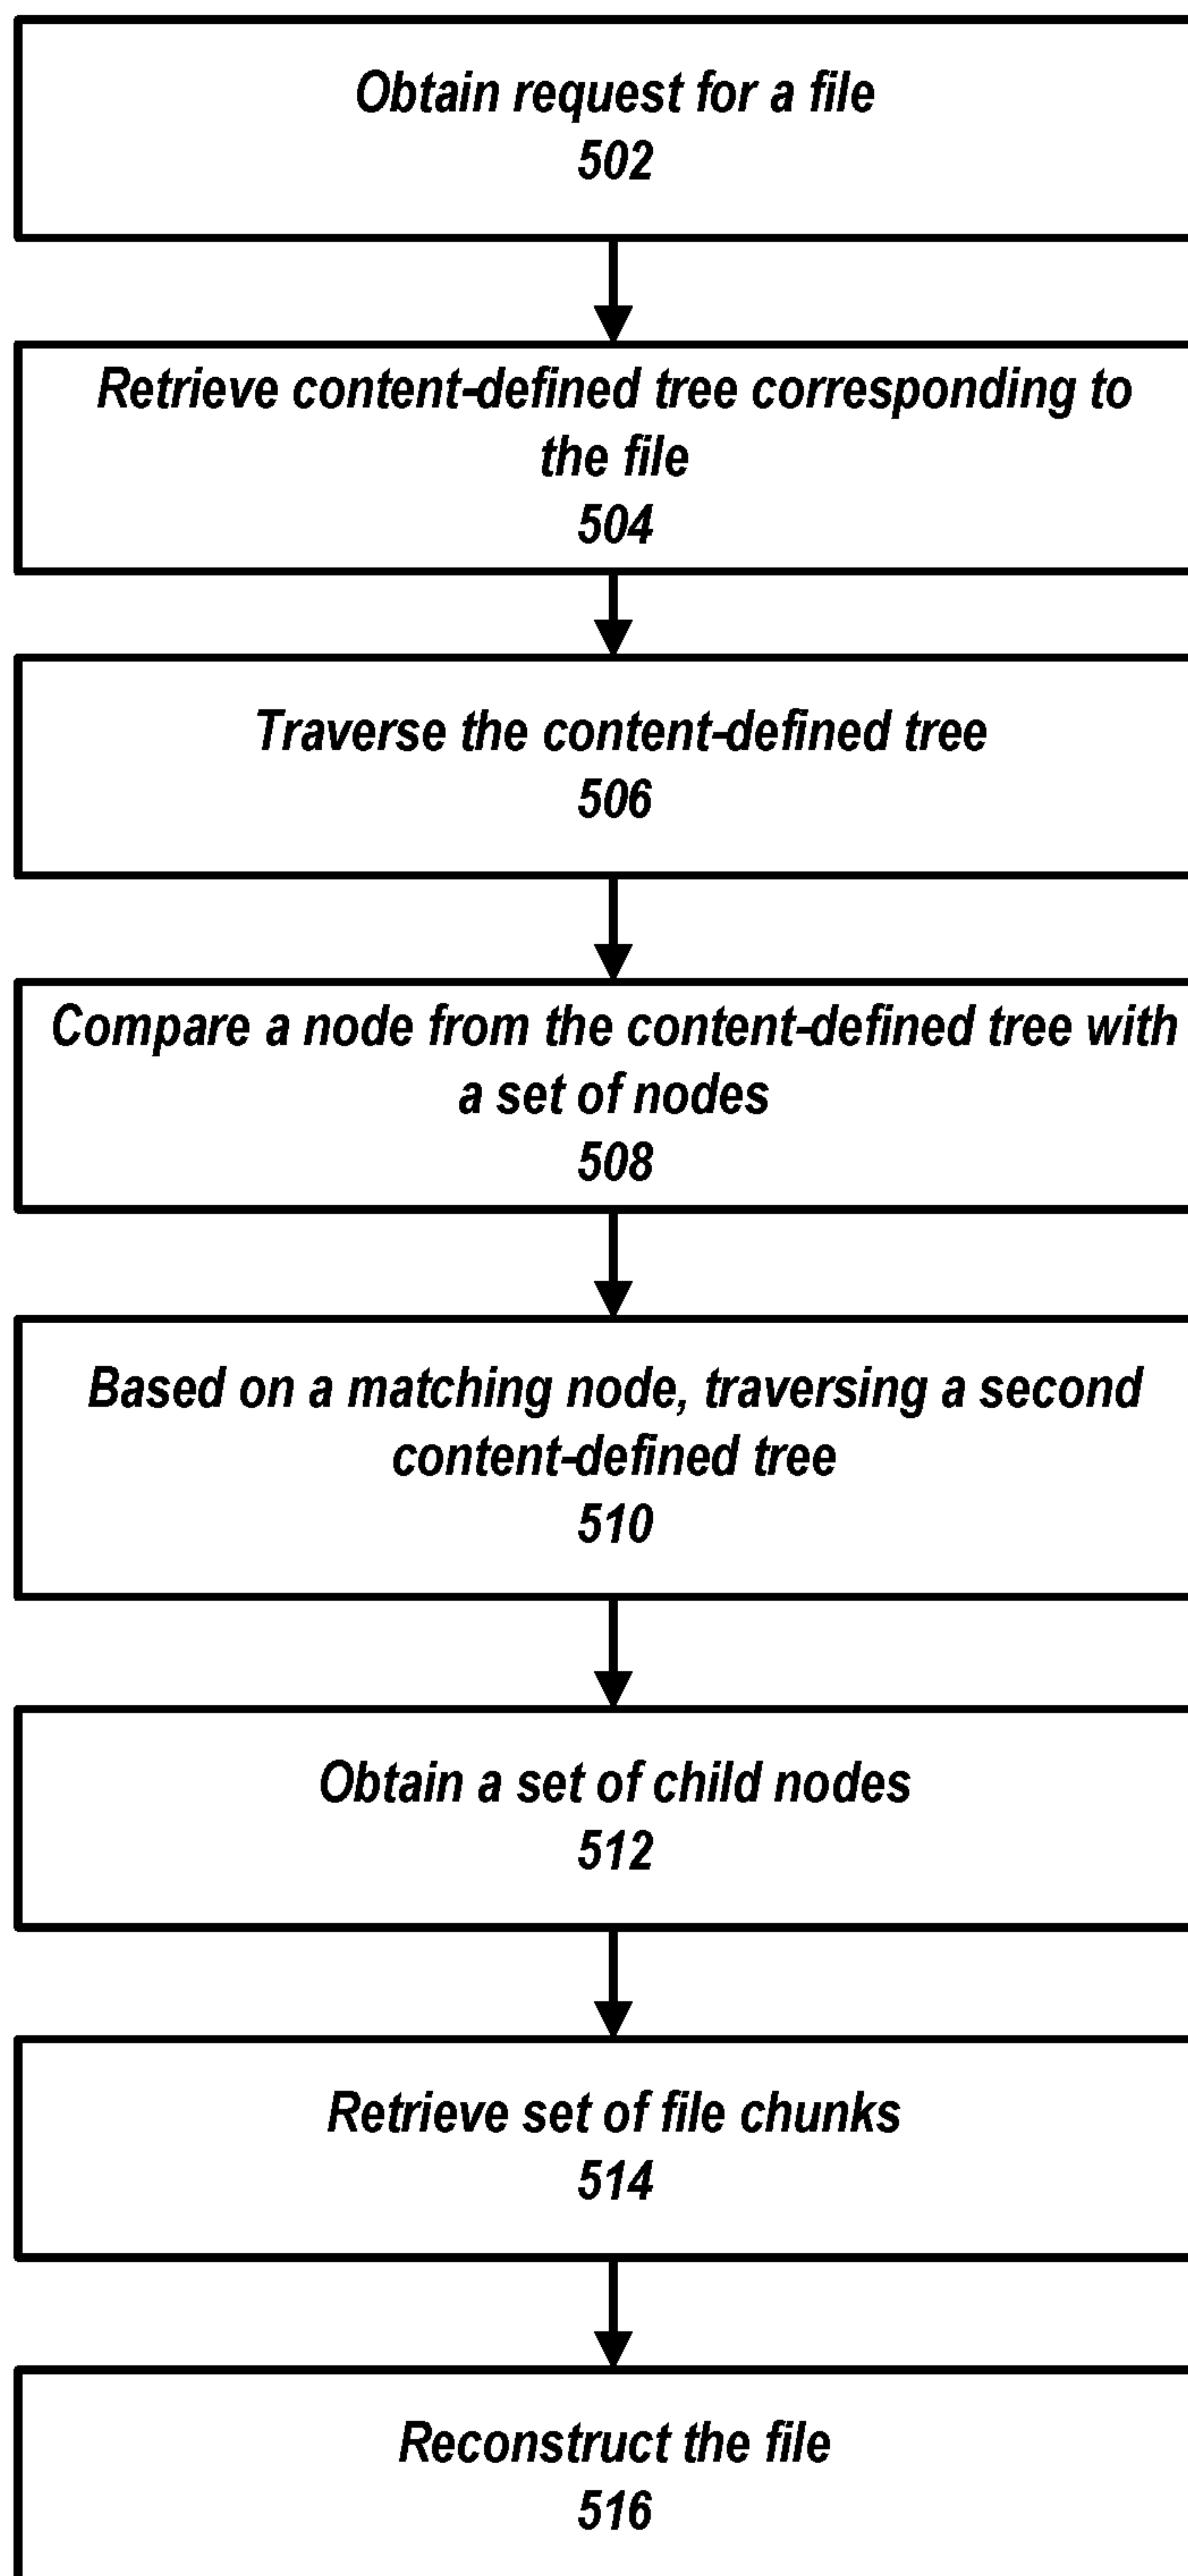 Obtain request for a file
502
Retrieve content-defined tree corresponding to
the file
504
Traverse the content-defined tree
506
Compare a node from the content-defined tree with
a set of nodes
508
Based on a matching node, traversing a second
content-defined tree
510
Obtain a set of child nodes
512
Retrieve set of file chunks
514
Reconstruct the file
516